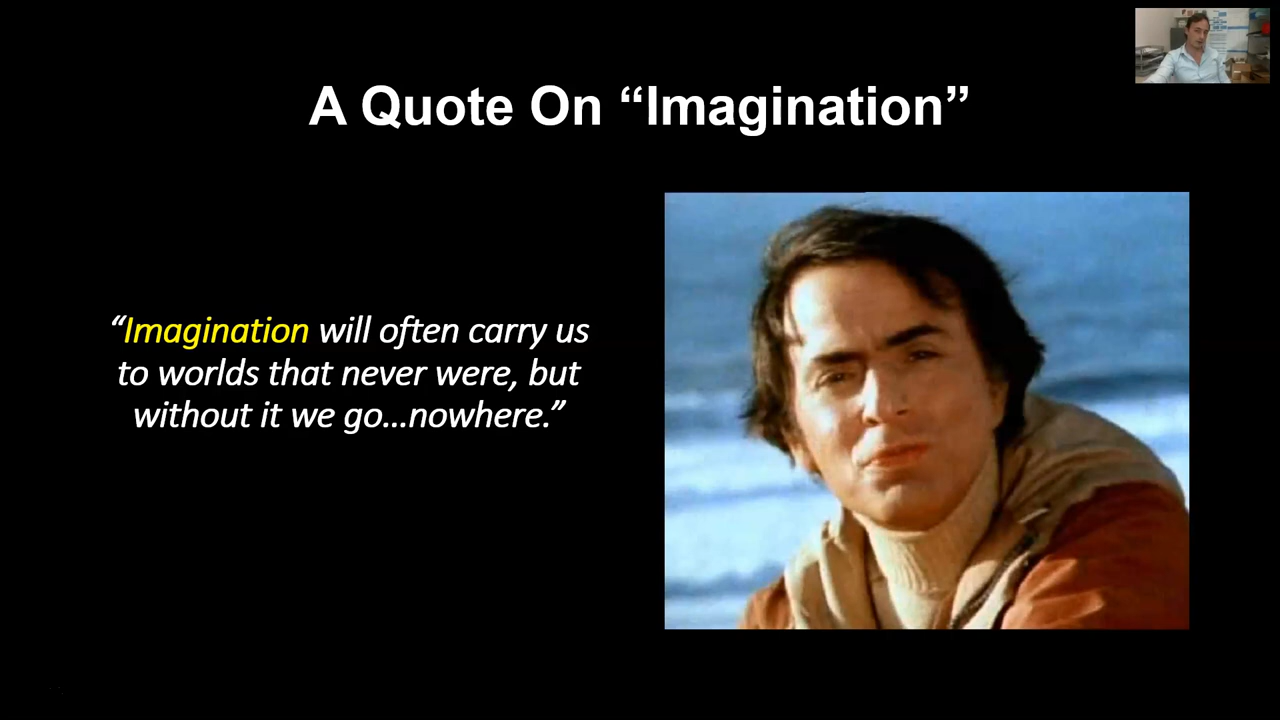 A Quote On “Imagination”
“Imagination will often carry us
to worlds that never were, but
without it we go...nowhere.”